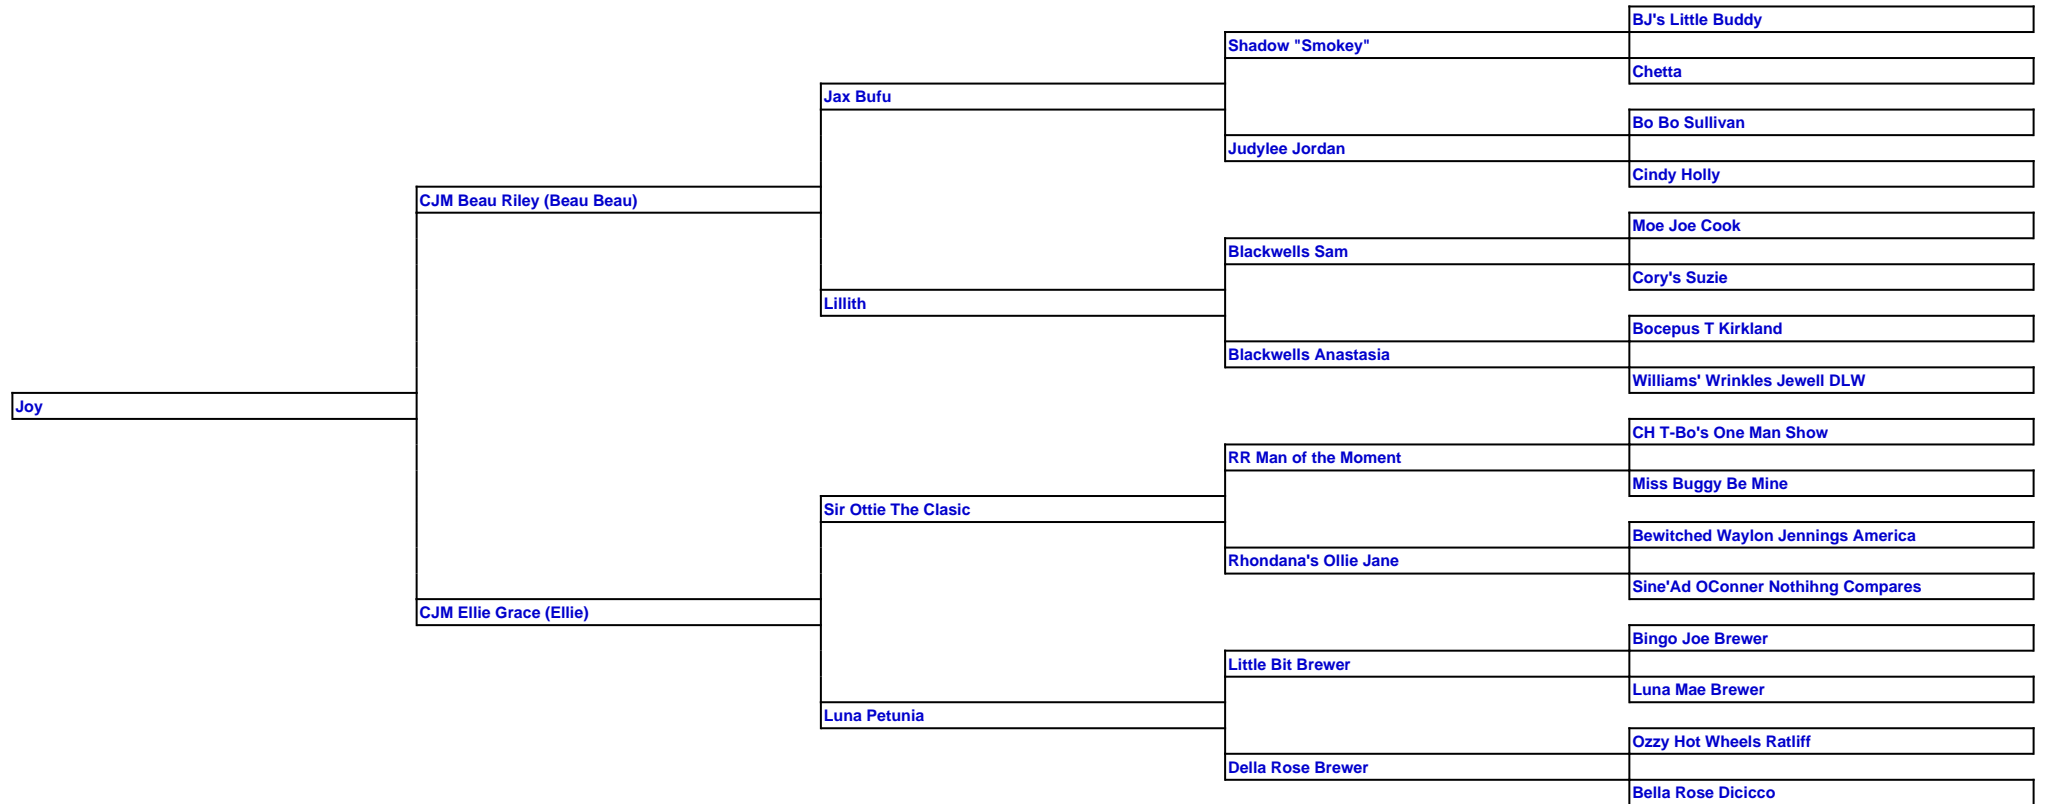 BJ's Little Buddy
Shadow "Smokey"
Chetta
Jax Bufu
Bo Bo Sullivan
Judylee Jordan
Cindy Holly
CJM Beau Riley (Beau Beau)
Moe Joe Cook
Blackwells Sam
Cory's Suzie
Lillith
Bocepus T Kirkland
Blackwells Anastasia
Williams' Wrinkles Jewell DLW
Joy
CH T-Bo's One Man Show
RR Man of the Moment
Miss Buggy Be Mine
Sir Ottie The Clasic
Bewitched Waylon Jennings America
Rhondana's Ollie Jane
Sine'Ad OConner Nothihng Compares
CJM Ellie Grace (Ellie)
Bingo Joe Brewer
Little Bit Brewer
Luna Mae Brewer
Luna Petunia
Ozzy Hot Wheels Ratliff
Della Rose Brewer
Bella Rose Dicicco